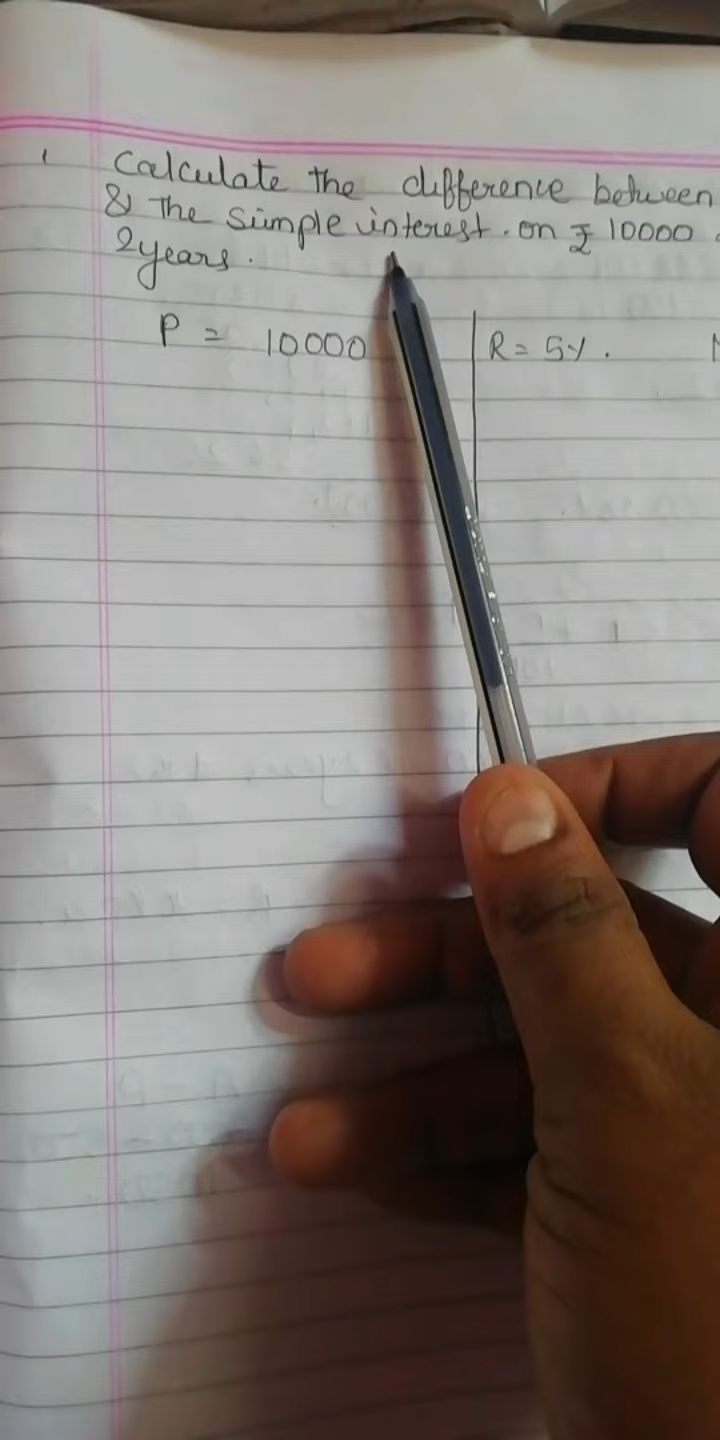 1 Calculate the difference between
& the simple interest. on ₹ 10000
2years.
P = 10000 R = 5%.